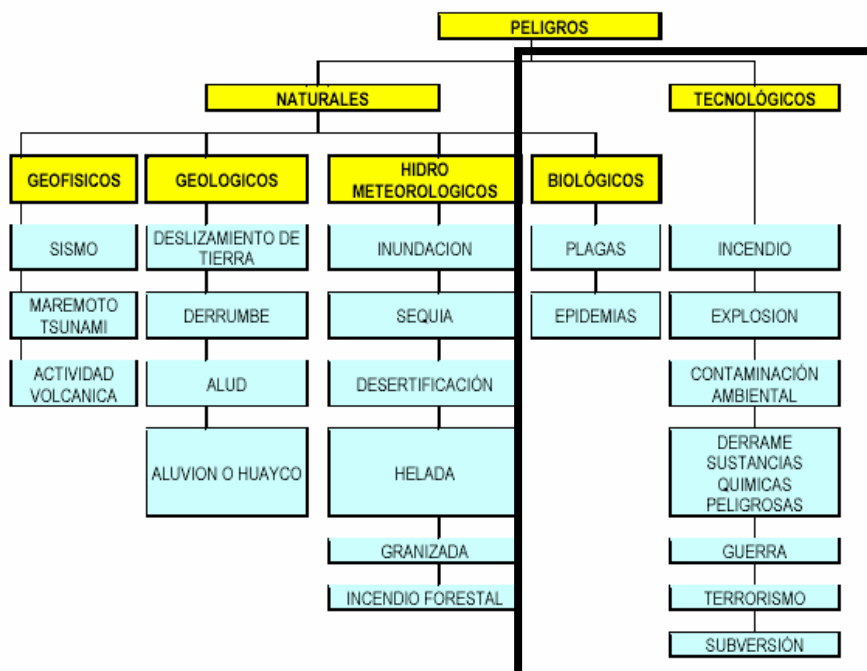 PELIGROS
NATURALES
TECNOLÓGICOS
GEOFISICOS
GEOLOGICOS
HIDRO
METEOROLOGICOS
BIOLÓGICOS
SISMO
MAREMOTO
TSUNAMI
ACTIVIDAD
VOLCANICA
DESLIZAMIENTO DE
TIERRA
DERRUMBE
ALUD
ALUVION O HUAYCO
INUNDACION
SEQUIA
DESERTIFICACIÓN
HELADA
GRANIZADA
INCENDIO FORESTAL
PLAGAS
EPIDEMIAS
INCENDIO
EXPLOSION
CONTAMINACIÓN
AMBIENTAL
DERRAME
SUSTANCIAS
QUIMICAS
PELIGROSAS
GUERRA
TERRORISMO
SUBVERSIÓN